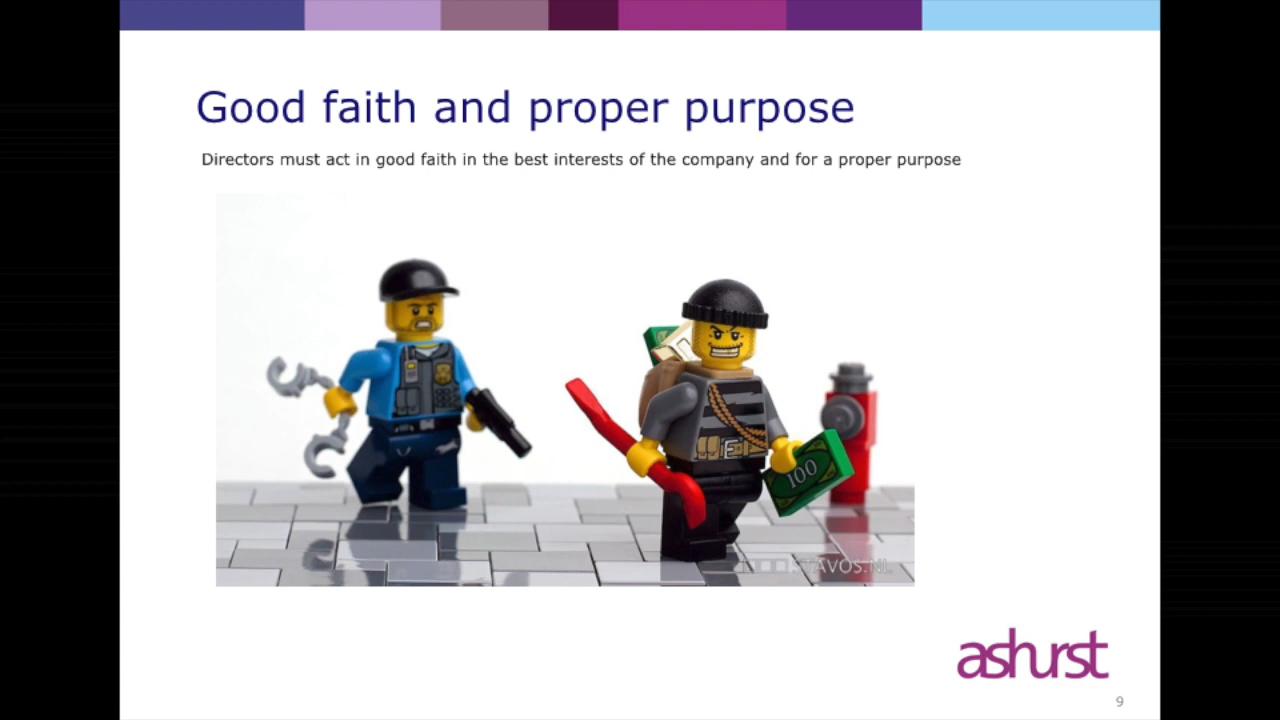 Good faith and proper purpose
Directors must act in good faith in the best interests of the company and for a proper purpose
100
ashurst
9